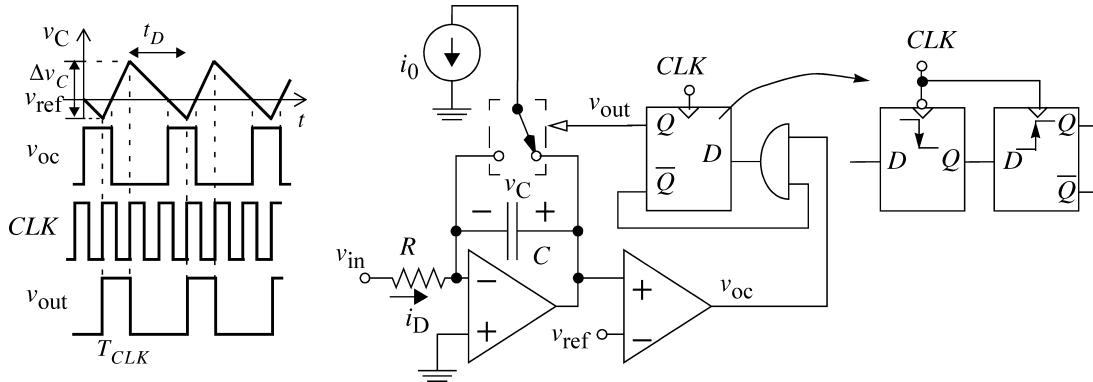 v_C
t_D
Δv_C
v_ref
t
v_oc
CLK
v_out
T_CLK
i_0
v_C
− +
R
C
v_in
i_D
−
+
v_out
CLK
Q
D
Q̅
+
−
v_ref
v_oc
CLK
D Q
D Q
Q̅